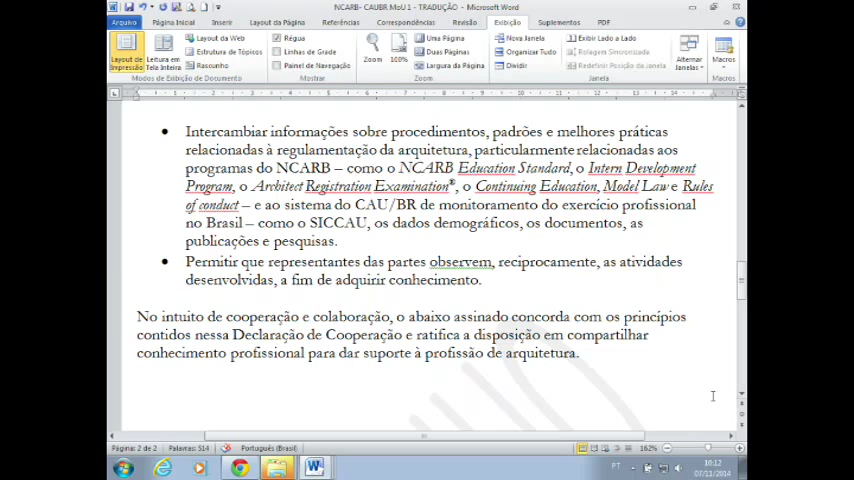 NCARB- CAUBR MoU 1 - TRADUÇÃO - Microsoft Word
Arquivo Página Inicial Inserir Layout da Página Referências Correspondências Revisão Exibição Suplementos PDF
Layout de Impressão
Leitura em Tela Inteira
Layout da Web
Estrutura de Tópicos
Rascunho
Modos de Exibição de Documento
Régua
Linhas de Grade
Painel de Navegação
Mostrar
Zoom
100%
Uma Página
Duas Páginas
Largura da Página
Zoom
Nova Janela
Organizar Tudo
Dividir
Exibir Lado a Lado
Rolagem Sincronizada
Redefinir Posição da Janela
Alternar Janelas
Janela
Macros
Macros
• Intercambiar informações sobre procedimentos, padrões e melhores práticas
relacionadas à regulamentação da arquitetura, particularmente relacionadas aos
programas do NCARB – como o NCARB Education Standard, o Intern Development
Program, o Architect Registration Examination®, o Continuing Education, Model Law e Rules
of conduct – e ao sistema do CAU/BR de monitoramento do exercício profissional
no Brasil – como o SICCAU, os dados demográficos, os documentos, as
publicações e pesquisas.
• Permitir que representantes das partes observem, reciprocamente, as atividades
desenvolvidas, a fim de adquirir conhecimento.
No intuito de cooperação e colaboração, o abaixo assinado concorda com os princípios
contidos nessa Declaração de Cooperação e ratifica a disposição em compartilhar
conhecimento profissional para dar suporte à profissão de arquitetura.
Página: 2 de 2 Palavras: 514 Português (Brasil) 162%
PT 16:12
07/11/2014